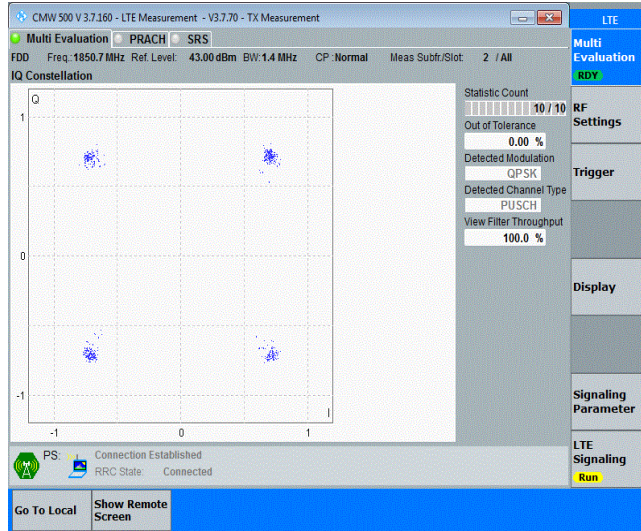 CMW 500 V 3.7.160 - LTE Measurement - V3.7.70 - TX Measurement
LTE
Multi Evaluation PRACH SRS
FDD Freq.:1850.7 MHz Ref. Level: 43.00 dBm BW:1.4 MHz CP :Normal Meas Subfr./Slot: 2 / All
IQ Constellation
Q
1
0
-1
-1 0 1
I
Statistic Count
10 / 10
Out of Tolerance
0.00 %
Detected Modulation
QPSK
Detected Channel Type
PUSCH
View Filter Throughput
100.0 %
Multi
Evaluation
RDY
RF
Settings
Trigger
Display
Signaling
Parameter
LTE
Signaling
Run
PS: Connection Established
RRC State: Connected
Go To Local
Show Remote
Screen